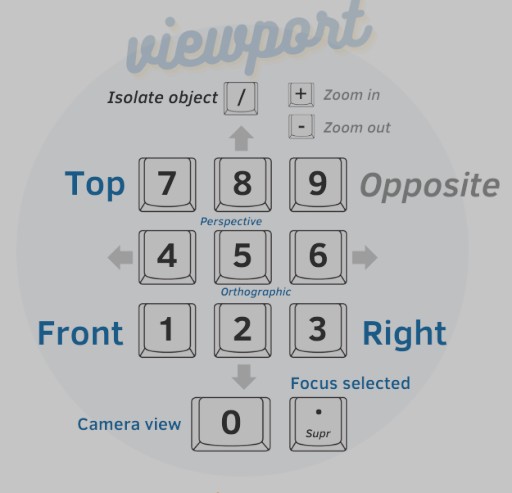 viewport
Isolate object / + Zoom in
- Zoom out
Top 7 8 9 Opposite
Perspective
4 5 6
Orthographic
Front 1 2 3 Right
Focus selected
Camera view 0 . Supr